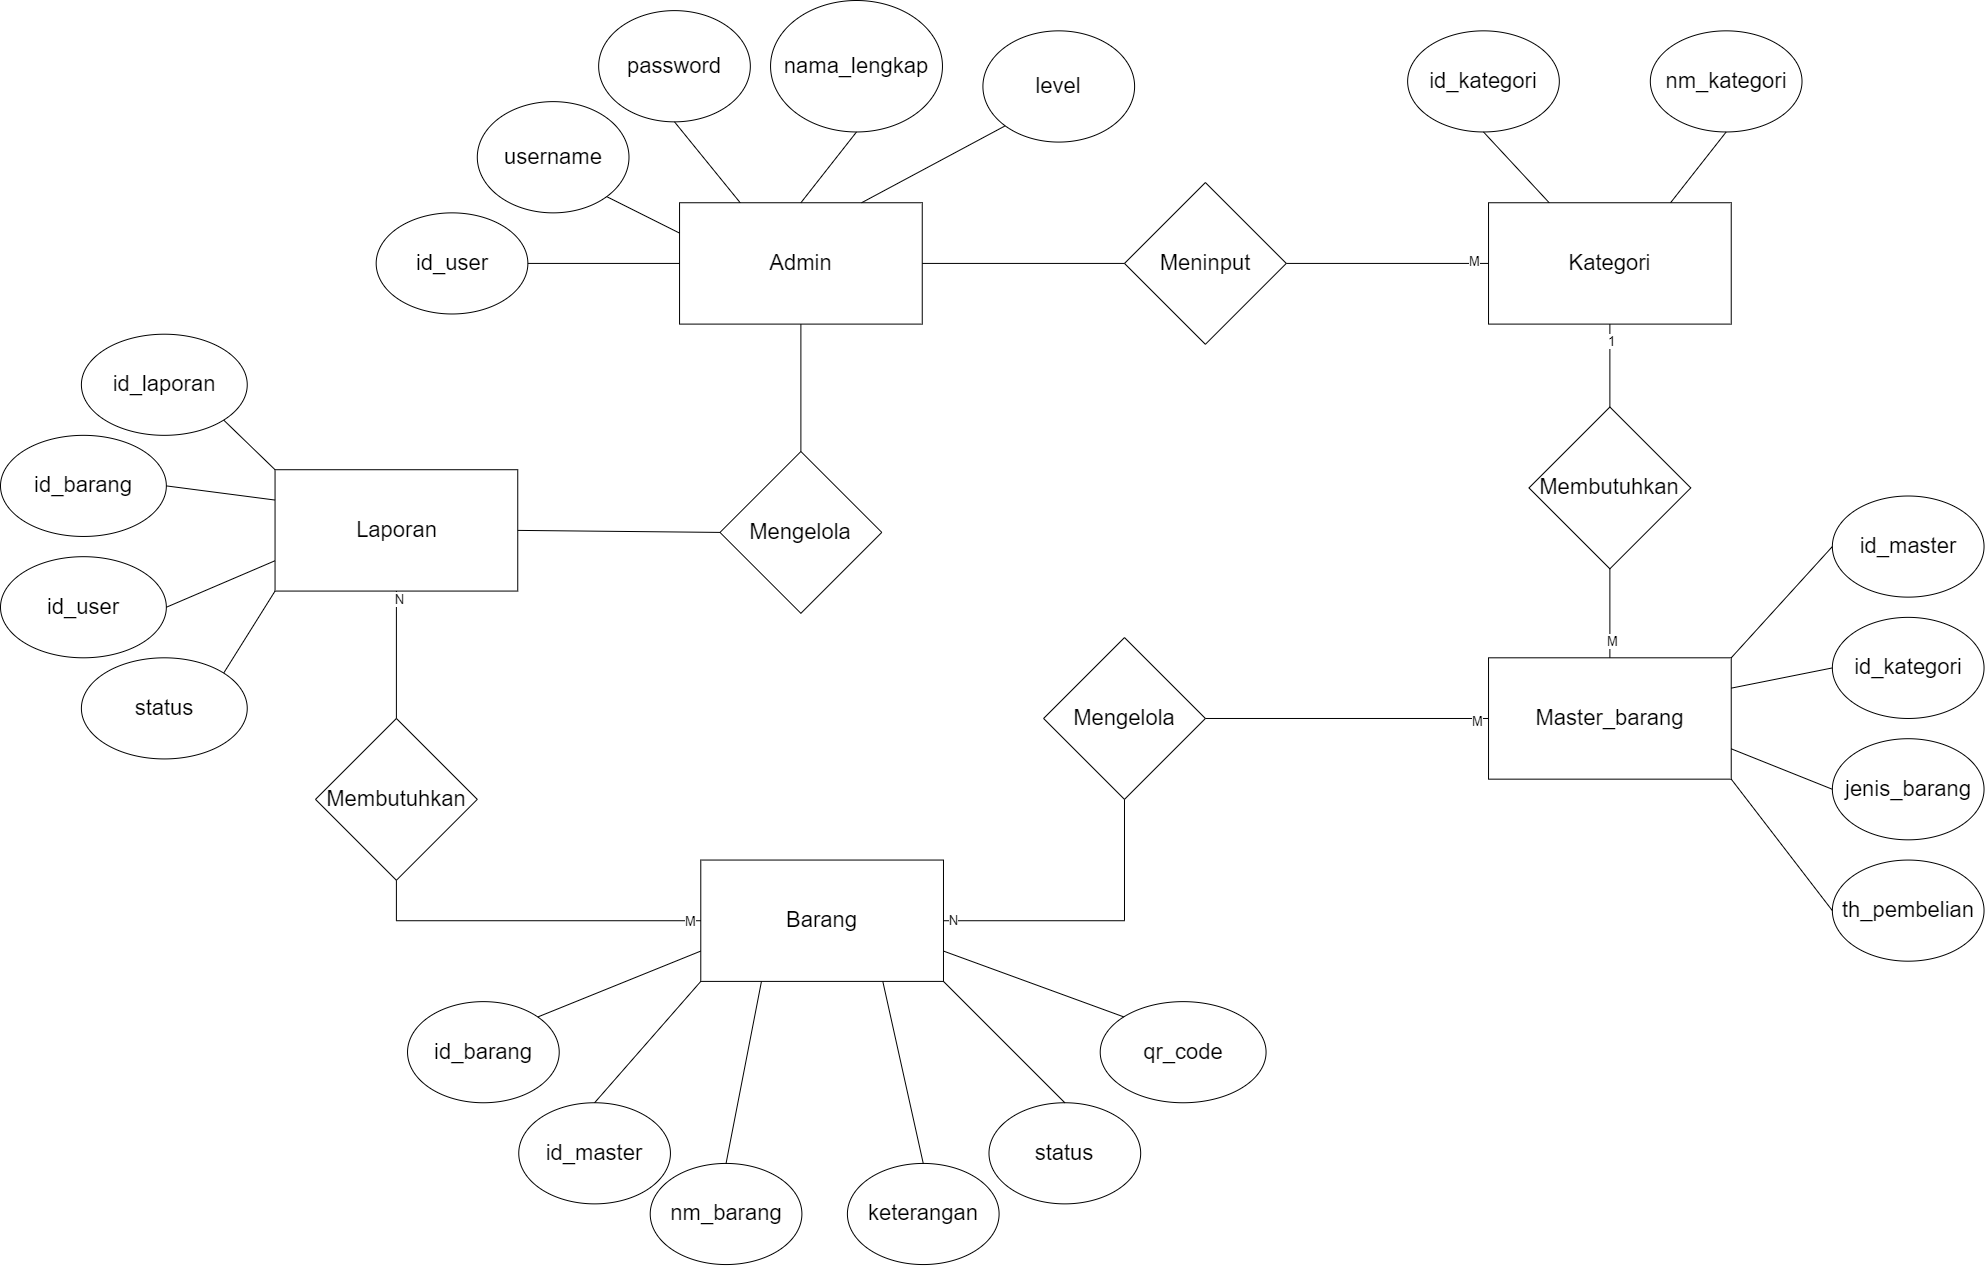 password
nama_lengkap
level
id_kategori
nm_kategori
username
id_user
Admin
Meninput
M
Kategori
1
id_laporan
id_barang
Laporan
Mengelola
Membutuhkan
id_master
id_user
N
status
M
id_kategori
Mengelola
M
Master_barang
Membutuhkan
jenis_barang
M
Barang
N
th_pembelian
id_barang
qr_code
id_master
status
nm_barang
keterangan